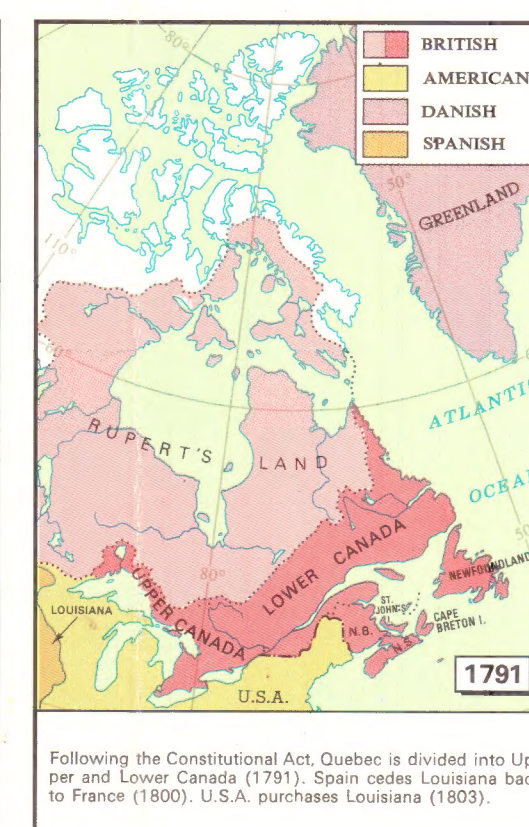 BRITISH
AMERICAN
DANISH
SPANISH
80°
50°
GREENLAND
110°
60°
ATLANTIC
OCEAN
RUPERT'S
LAND
80°
LOWER CANADA
UPPER CANADA
NEWFOUNDLAND
ST.
JOHN'S
I.
CAPE
BRETON I.
N.B.
N.S.
LOUISIANA
U.S.A.
1791
Following the Constitutional Act, Quebec is divided into Up
per and Lower Canada (1791). Spain cedes Louisiana bac
to France (1800). U.S.A. purchases Louisiana (1803).